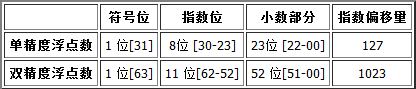 符号位 指数位 小数部分 指数偏移量
单精度浮点数 1 位[31] 8位 [30-23] 23位 [22-00] 127
双精度浮点数 1 位[63] 11 位[62-52] 52 位[51-00] 1023